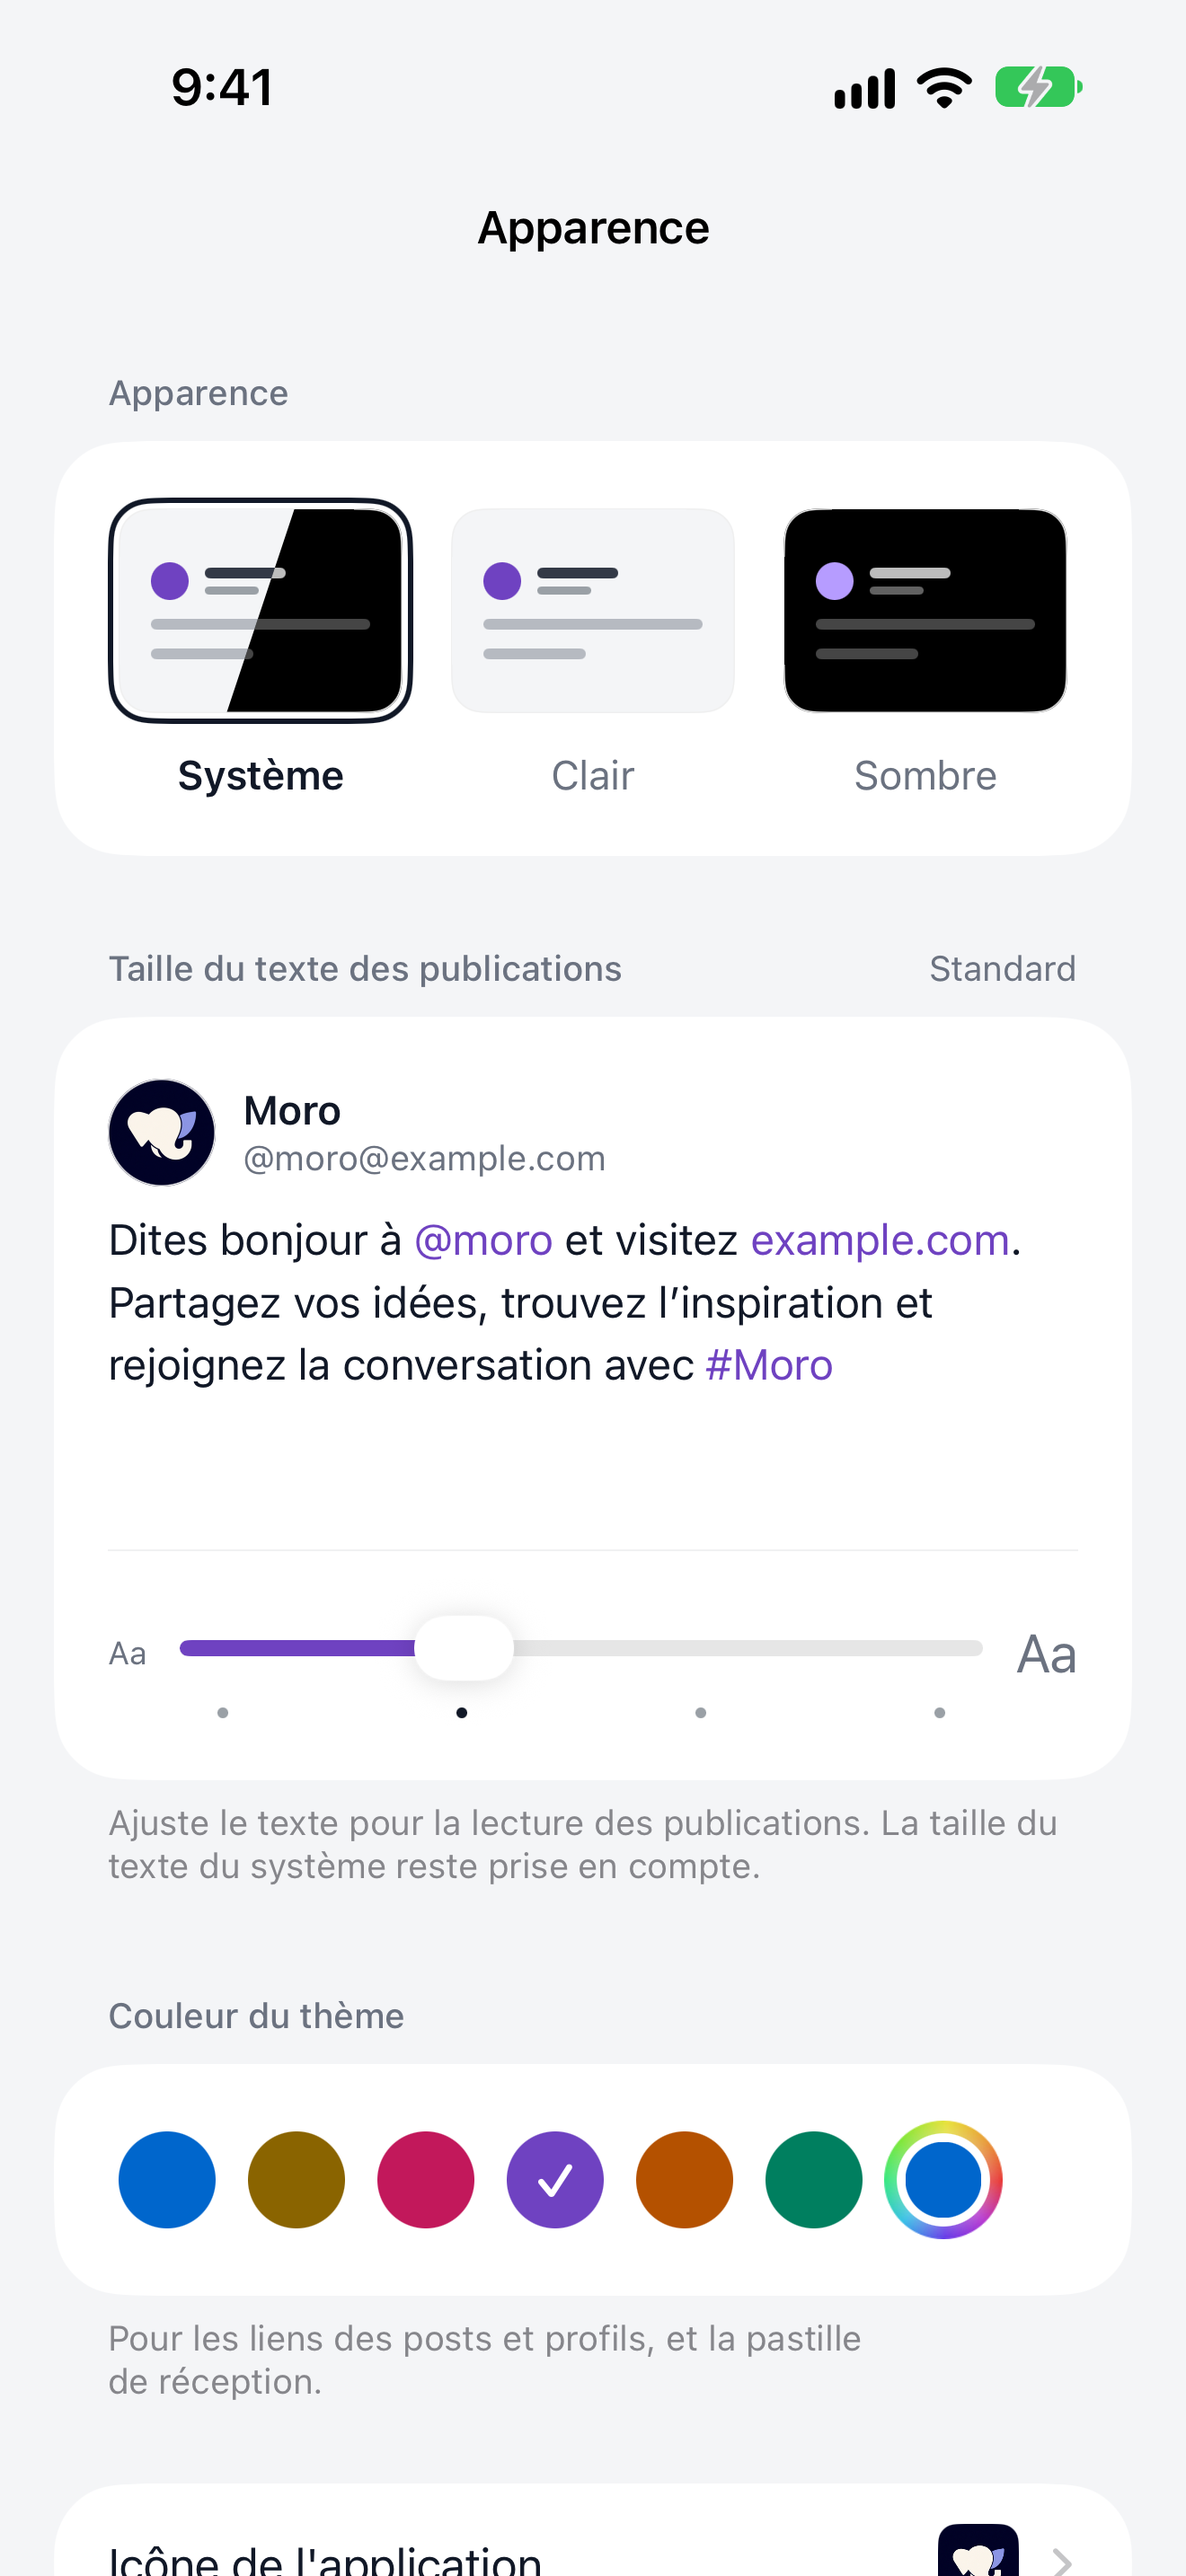 9:41
Apparence
Apparence
Système
Clair
Sombre
Taille du texte des publications
Standard
Moro
@moro@example.com
Dites bonjour à @moro et visitez example.com.
Partagez vos idées, trouvez l’inspiration et
rejoignez la conversation avec #Moro
Aa
Aa
Ajuste le texte pour la lecture des publications. La taille du
texte du système reste prise en compte.
Couleur du thème
Pour les liens des posts et profils, et la pastille
de réception.
Icône de l'application